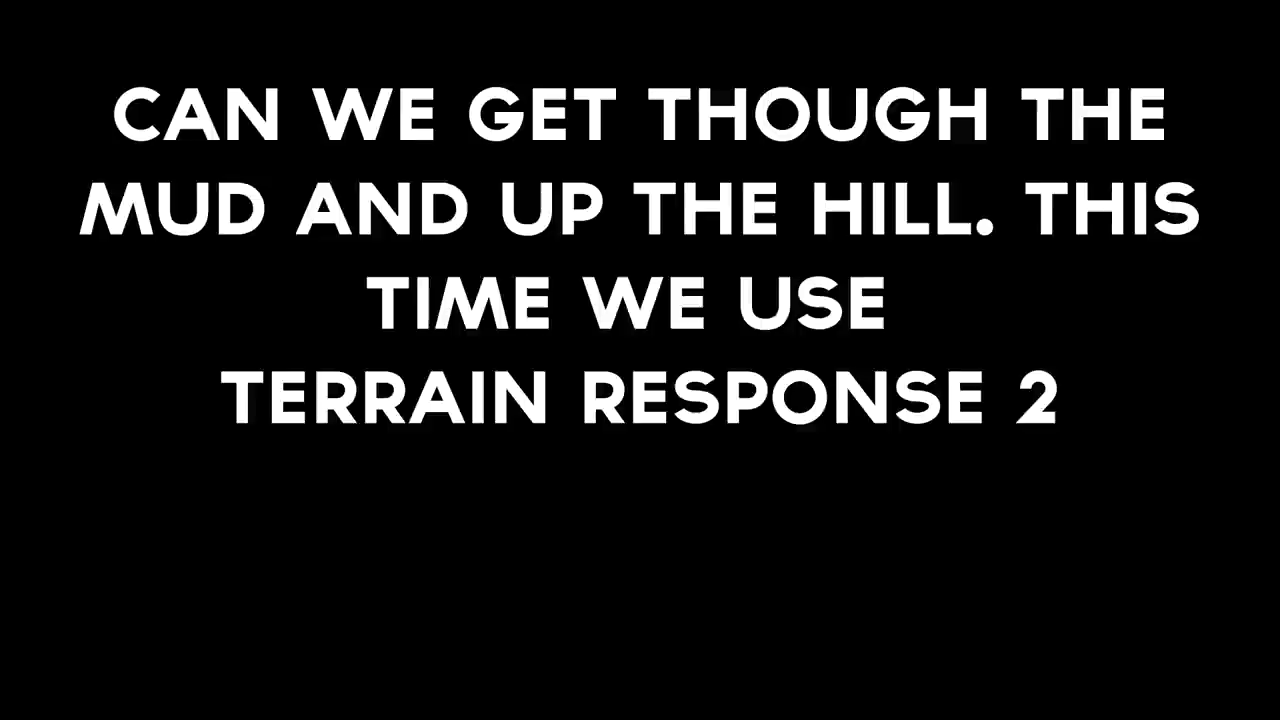 CAN WE GET THOUGH THE
MUD AND UP THE HILL. THIS
TIME WE USE
TERRAIN RESPONSE 2